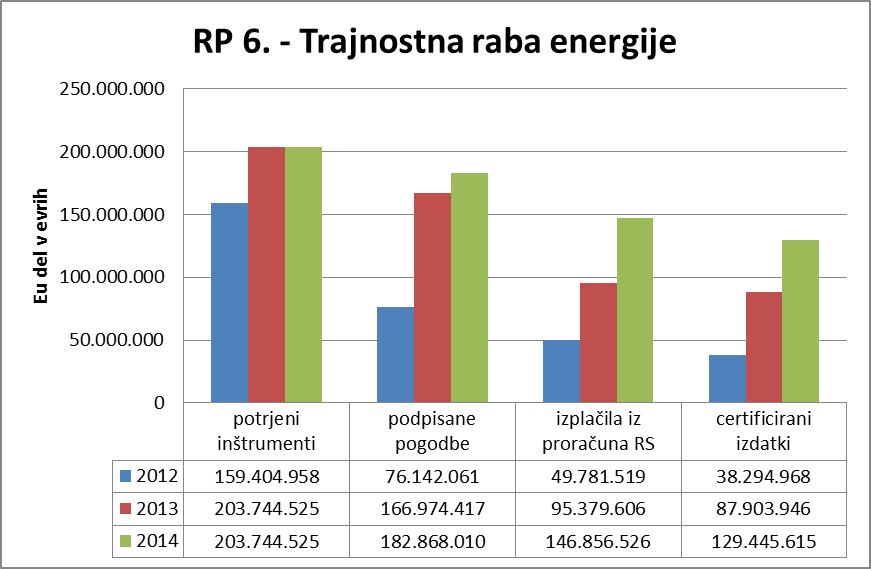 RP 6. - Trajnostna raba energije
Eu del v evrih
250.000.000
200.000.000
150.000.000
100.000.000
50.000.000
0
potrjeni inštrumenti
podpisane pogodbe
izplačila iz proračuna RS
certificirani izdatki
2012 159.404.958 76.142.061 49.781.519 38.294.968
2013 203.744.525 166.974.417 95.379.606 87.903.946
2014 203.744.525 182.868.010 146.856.526 129.445.615